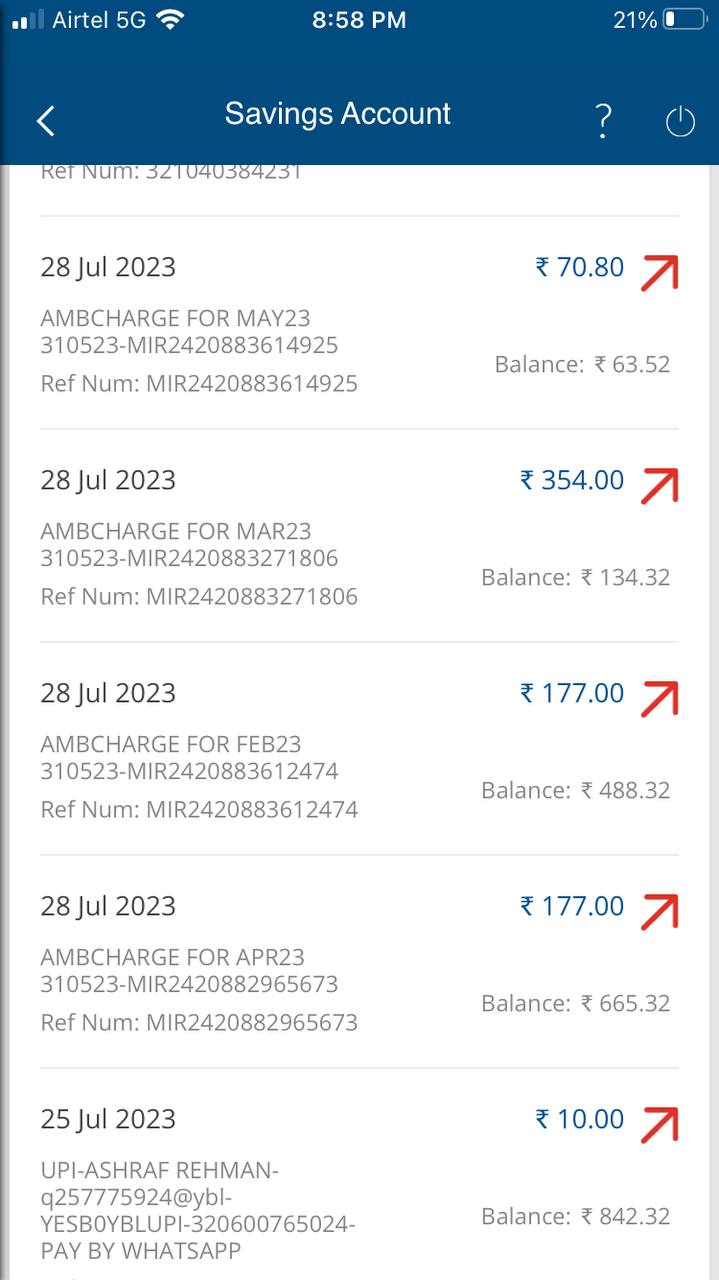 Airtel 5G 8:58 PM 21%
Savings Account ?
Ref Num: 321040384231
28 Jul 2023 ₹ 70.80
AMBCHARGE FOR MAY23
310523-MIR2420883614925
Balance: ₹ 63.52
Ref Num: MIR2420883614925
28 Jul 2023 ₹ 354.00
AMBCHARGE FOR MAR23
310523-MIR2420883271806
Balance: ₹ 134.32
Ref Num: MIR2420883271806
28 Jul 2023 ₹ 177.00
AMBCHARGE FOR FEB23
310523-MIR2420883612474
Balance: ₹ 488.32
Ref Num: MIR2420883612474
28 Jul 2023 ₹ 177.00
AMBCHARGE FOR APR23
310523-MIR2420882965673
Balance: ₹ 665.32
Ref Num: MIR2420882965673
25 Jul 2023 ₹ 10.00
UPI-ASHRAF REHMAN-
q257775924@ybl-
Balance: ₹ 842.32
YESB0YBLUPI-320600765024-
PAY BY WHATSAPP